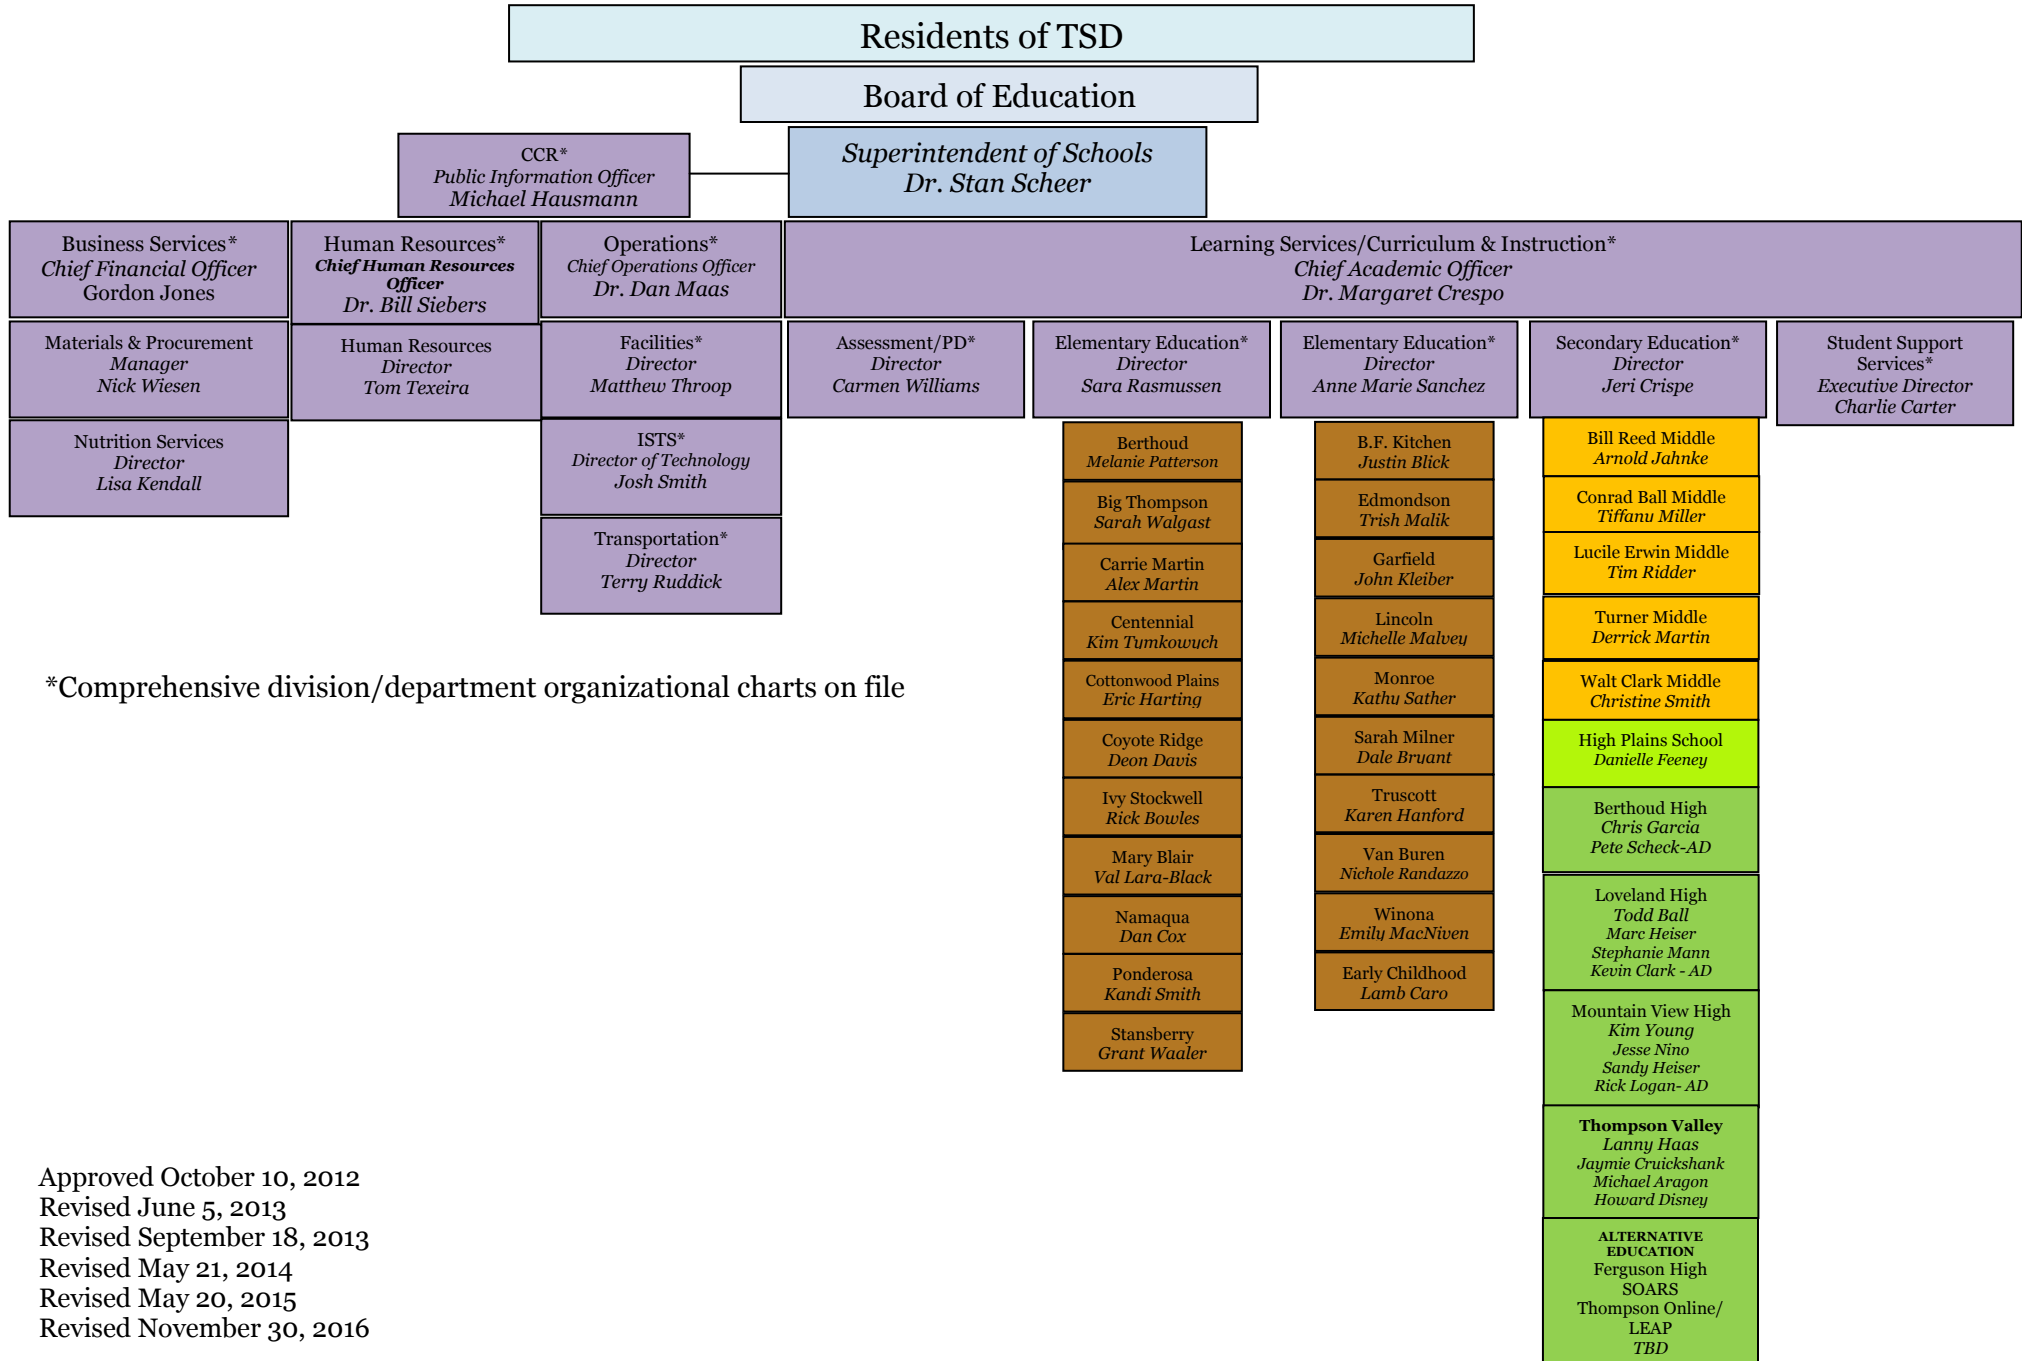 Residents of TSD
Board of Education
CCR*
Public Information Officer
Michael Hausmann
Superintendent of Schools
Dr. Stan Scheer
Business Services*
Chief Financial Officer
Gordon Jones
Human Resources*
Chief Human Resources
Officer
Dr. Bill Siebers
Operations*
Chief Operations Officer
Dr. Dan Maas
Learning Services/Curriculum & Instruction*
Chief Academic Officer
Dr. Margaret Crespo
Materials & Procurement
Manager
Nick Wiesen
Human Resources
Director
Tom Texeira
Facilities*
Director
Matthew Throop
Assessment/PD*
Director
Carmen Williams
Elementary Education*
Director
Sara Rasmussen
Elementary Education*
Director
Anne Marie Sanchez
Secondary Education*
Director
Jeri Crispe
Student Support
Services*
Executive Director
Charlie Carter
Nutrition Services
Director
Lisa Kendall
ISTS*
Director of Technology
Josh Smith
Transportation*
Director
Terry Ruddick
Berthoud
Melanie Patterson
Big Thompson
Sarah Walgast
Carrie Martin
Alex Martin
Centennial
Kim Tymkowych
Cottonwood Plains
Eric Harting
Coyote Ridge
Deon Davis
Ivy Stockwell
Rick Bowles
Mary Blair
Val Lara-Black
Namaqua
Dan Cox
Ponderosa
Kandi Smith
Stansberry
Grant Waaler
B.F. Kitchen
Justin Blick
Edmondson
Trish Malik
Garfield
John Kleiber
Lincoln
Michelle Malvey
Monroe
Kathy Sather
Sarah Milner
Dale Bryant
Truscott
Karen Hanford
Van Buren
Nichole Randazzo
Winona
Emily MacNiven
Early Childhood
Lamb Caro
Bill Reed Middle
Arnold Jahnke
Conrad Ball Middle
Tiffany Miller
Lucile Erwin Middle
Tim Ridder
Turner Middle
Derrick Martin
Walt Clark Middle
Christine Smith
High Plains School
Danielle Feeney
Berthoud High
Chris Garcia
Pete Scheck-AD
Loveland High
Todd Ball
Marc Heiser
Stephanie Mann
Kevin Clark - AD
Mountain View High
Kim Young
Jesse Nino
Sandy Heiser
Rick Logan- AD
Thompson Valley
Lanny Haas
Jaymie Cruickshank
Michael Aragon
Howard Disney
ALTERNATIVE
EDUCATION
Ferguson High
SOARS
Thompson Online/
LEAP
TBD
*Comprehensive division/department organizational charts on file
Approved October 10, 2012
Revised June 5, 2013
Revised September 18, 2013
Revised May 21, 2014
Revised May 20, 2015
Revised November 30, 2016